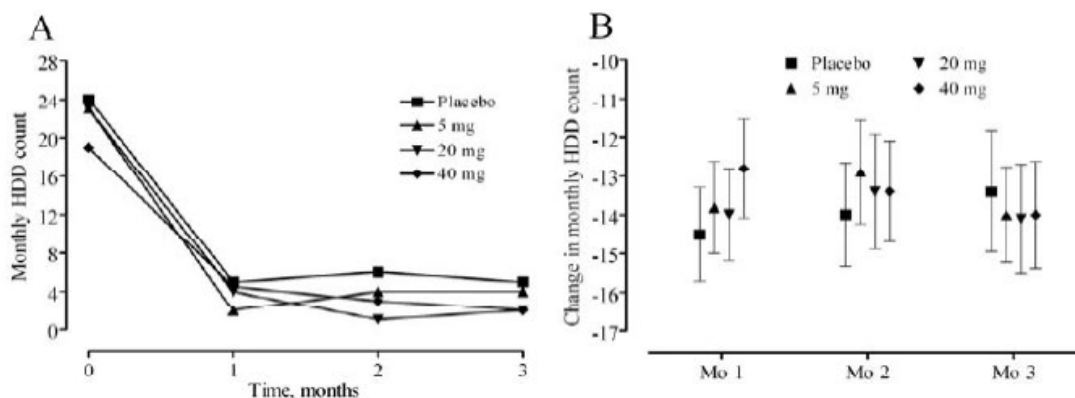 A
Monthly HDD count
28
24
20
16
12
8
4
0
Placebo
5 mg
20 mg
40 mg
0 1 2 3
Time, months
B
Change in monthly HDD count
-10
-11
-12
-13
-14
-15
-16
-17
Placebo 20 mg
5 mg 40 mg
Mo 1 Mo 2 Mo 3